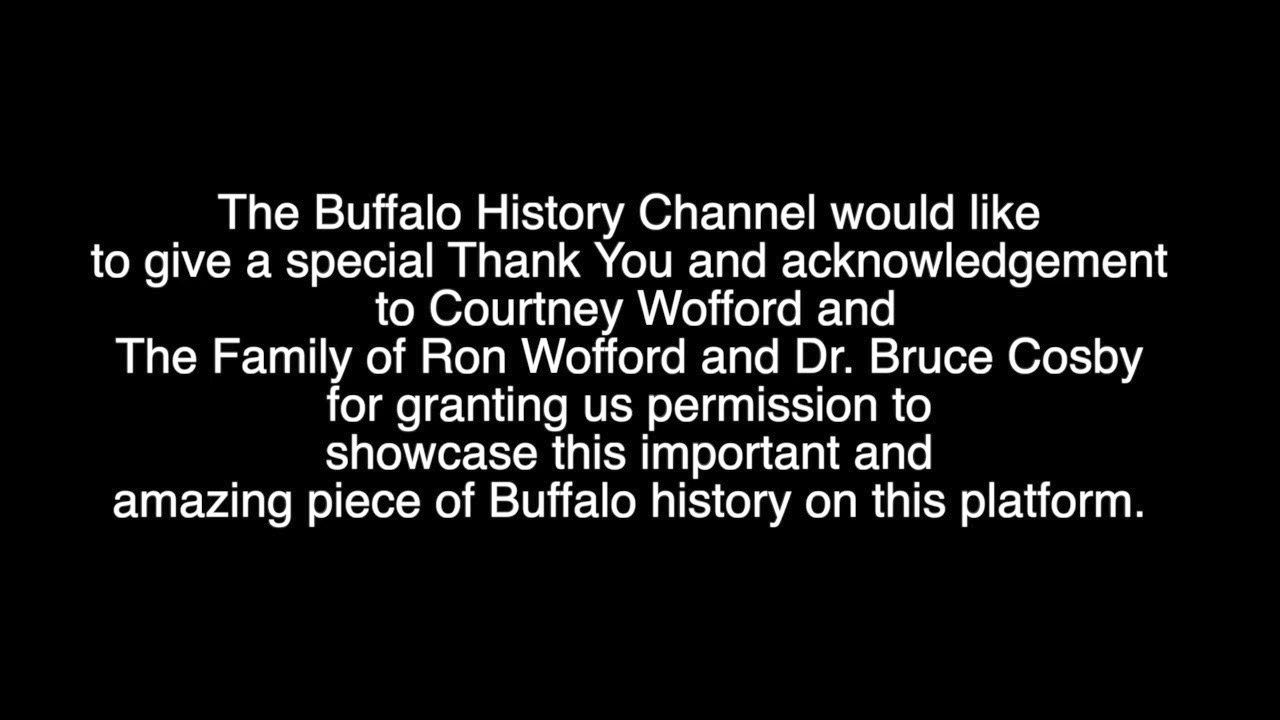 The Buffalo History Channel would like
to give a special Thank You and acknowledgement
to Courtney Wofford and
The Family of Ron Wofford and Dr. Bruce Cosby
for granting us permission to
showcase this important and
amazing piece of Buffalo history on this platform.